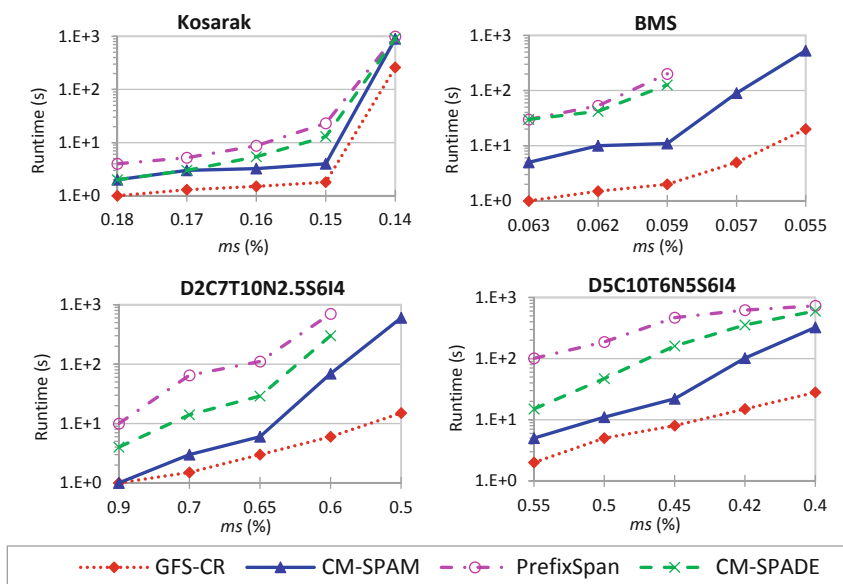 Kosarak
1.E+3
1.E+2
1.E+1
1.E+0
Runtime (s)
0.18 0.17 0.16 0.15 0.14
ms (%)
BMS
1.E+3
1.E+2
1.E+1
1.E+0
Runtime (s)
0.063 0.062 0.059 0.057 0.055
ms (%)
D2C7T10N2.5S6I4
1.E+3
1.E+2
1.E+1
1.E+0
Runtime (s)
0.9 0.7 0.65 0.6 0.5
ms (%)
D5C10T6N5S6I4
1.E+3
1.E+2
1.E+1
1.E+0
Runtime (s)
0.55 0.5 0.45 0.42 0.4
ms (%)
GFS-CR CM-SPAM PrefixSpan CM-SPADE